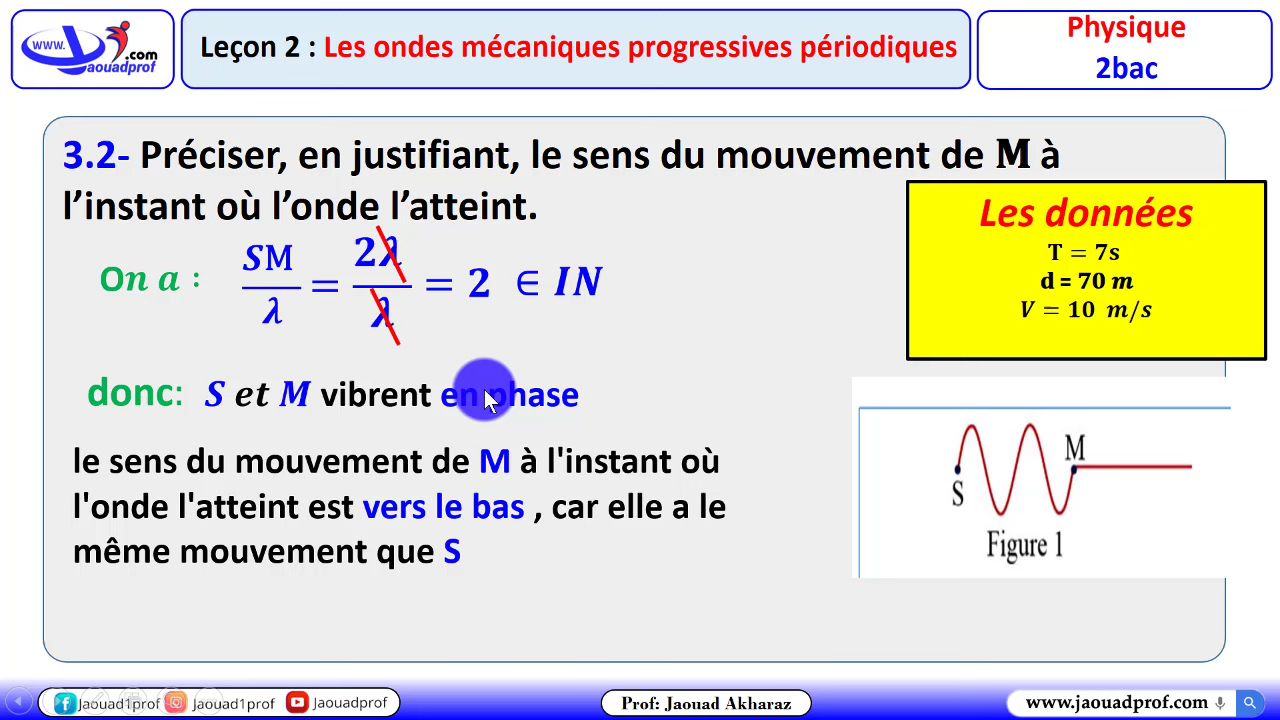 www.
.com
aouadprof
Leçon 2 : Les ondes mécaniques progressives périodiques
Physique
2bac
3.2- Préciser, en justifiant, le sens du mouvement de M à
l’instant où l’onde l’atteint.
On a : SM/λ = 2λ/λ = 2 ∈ IN
donc: S et M vibrent en phase
le sens du mouvement de M à l'instant où
l'onde l'atteint est vers le bas , car elle a le
même mouvement que S
Les données
T = 7s
d = 70 m
V = 10 m/s
M
S
Figure 1
Jaouad1prof
Jaouad1prof
Jaouadprof
Prof: Jaouad Akharaz
www.jaouadprof.com